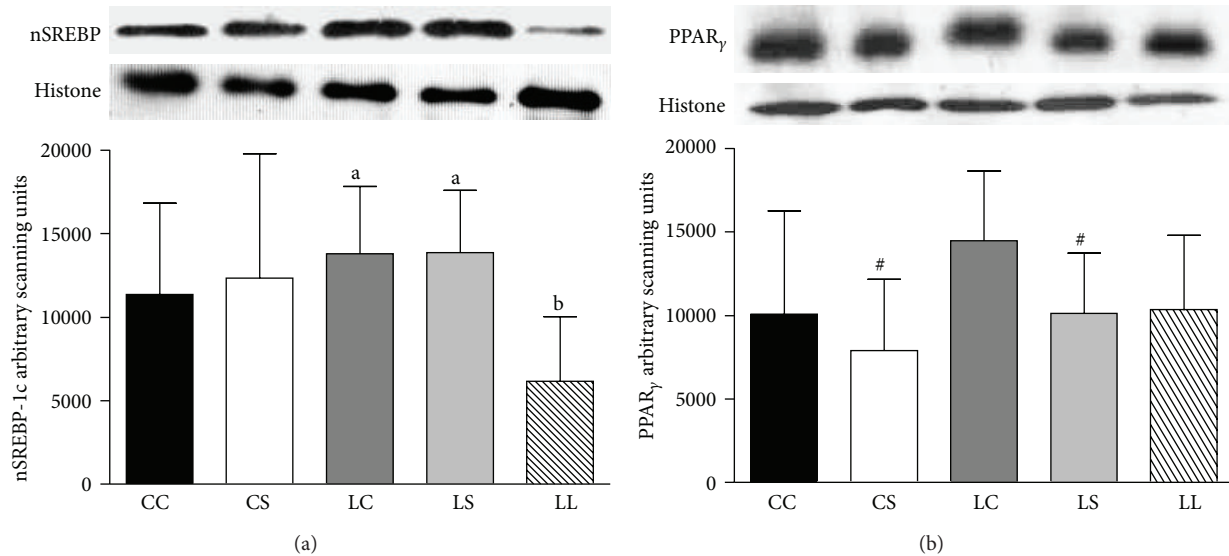 nSREBP
Histone
nSREBP-1c arbitrary scanning units
20000
15000
10000
5000
0
a
a
b
CC CS LC LS LL
(a)
PPARγ
Histone
PPARγ arbitrary scanning units
20000
15000
10000
5000
0
#
#
CC CS LC LS LL
(b)